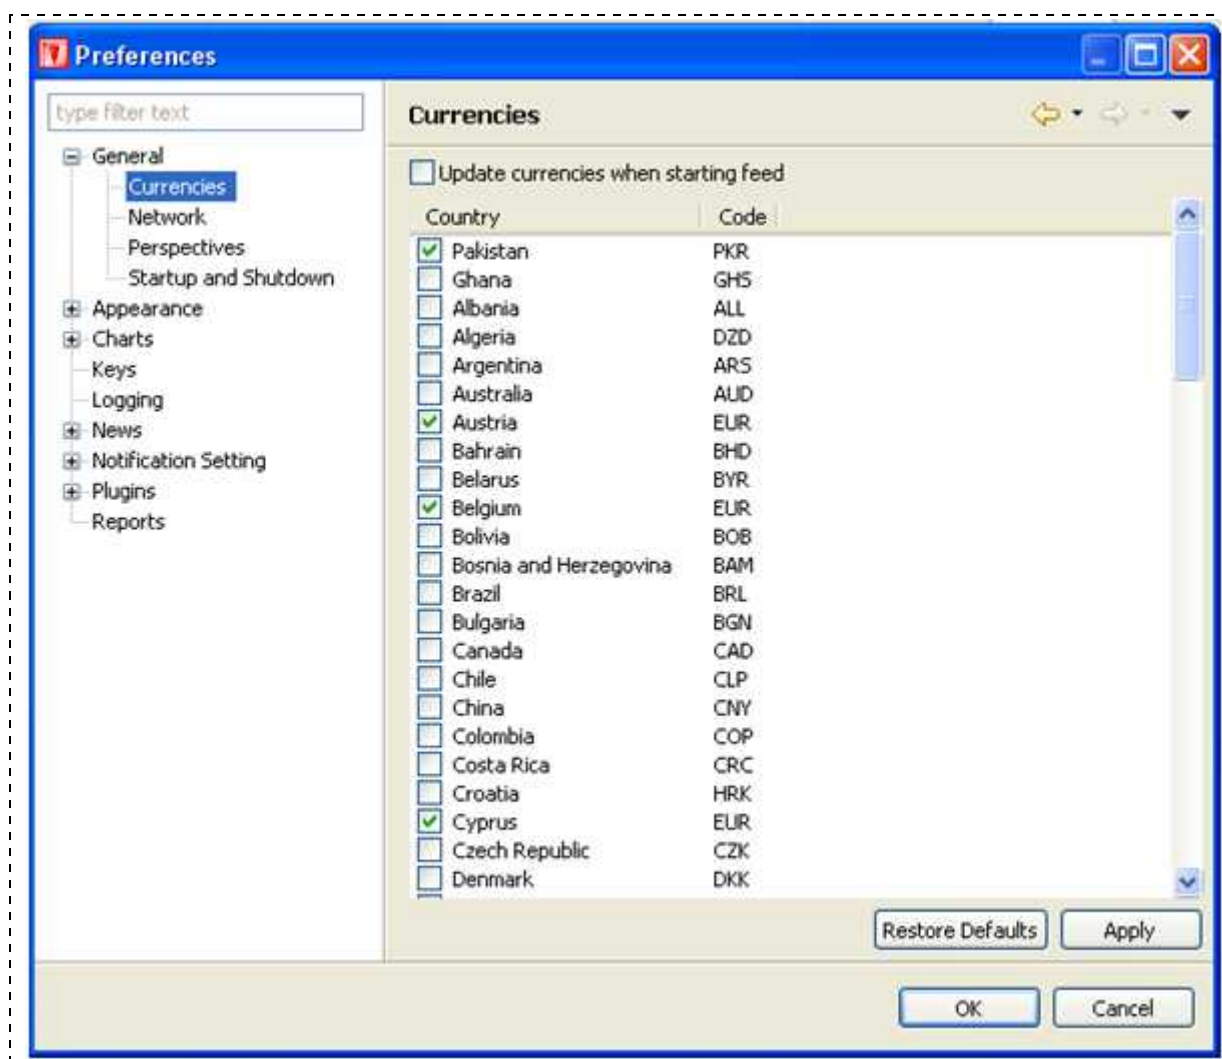 Preferences
type filter text
General
Currencies
Network
Perspectives
Startup and Shutdown
Appearance
Charts
Keys
Logging
News
Notification Setting
Plugins
Reports
Currencies
Update currencies when starting feed
Country Code
Pakistan PKR
Ghana GHS
Albania ALL
Algeria DZD
Argentina ARS
Australia AUD
Austria EUR
Bahrain BHD
Belarus BYR
Belgium EUR
Bolivia BOB
Bosnia and Herzegovina BAM
Brazil BRL
Bulgaria BGN
Canada CAD
Chile CLP
China CNY
Colombia COP
Costa Rica CRC
Croatia HRK
Cyprus EUR
Czech Republic CZK
Denmark DKK
Restore Defaults Apply
OK Cancel